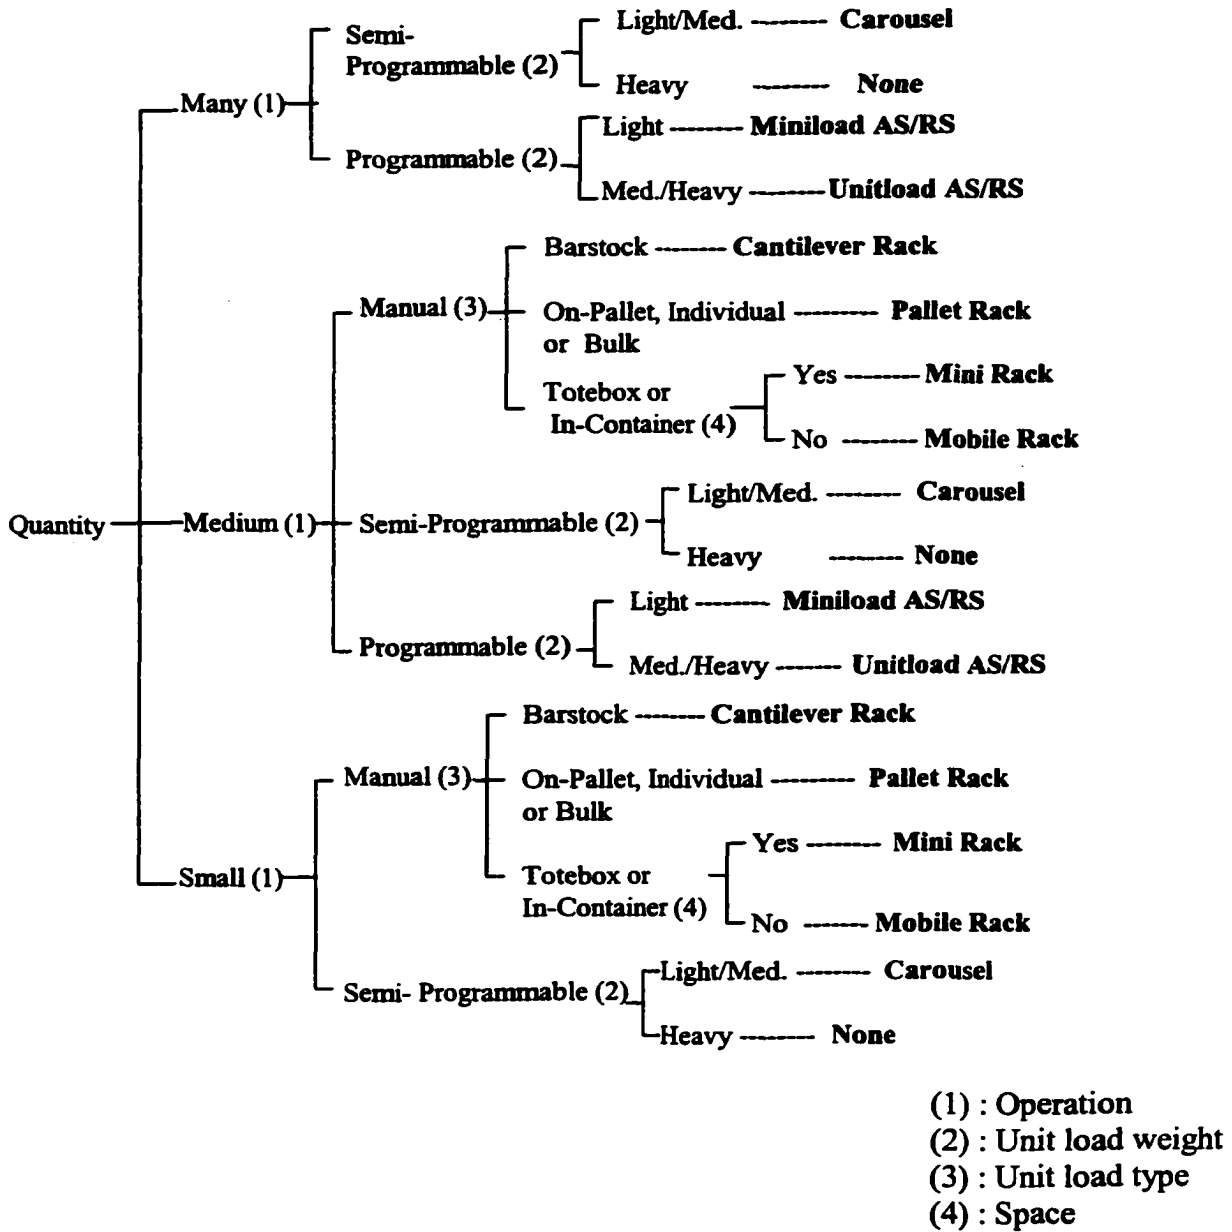 Semi-
Programmable (2)
Light/Med. -------- Carousel
Heavy -------- None
Many (1)
Programmable (2)
Light -------- Miniload AS/RS
Med./Heavy -------- Unitload AS/RS
Manual (3)
Barstock -------- Cantilever Rack
On-Pallet, Individual --------- Pallet Rack
or Bulk
Totebox or
In-Container (4)
Yes -------- Mini Rack
No -------- Mobile Rack
Quantity
Medium (1)
Semi-Programmable (2)
Light/Med. -------- Carousel
Heavy -------- None
Programmable (2)
Light -------- Miniload AS/RS
Med./Heavy ------- Unitload AS/RS
Manual (3)
Barstock -------- Cantilever Rack
On-Pallet, Individual --------- Pallet Rack
or Bulk
Totebox or
In-Container (4)
Yes -------- Mini Rack
No ------- Mobile Rack
Small (1)
Semi- Programmable (2)
Light/Med. -------- Carousel
Heavy -------- None
(1) : Operation
(2) : Unit load weight
(3) : Unit load type
(4) : Space